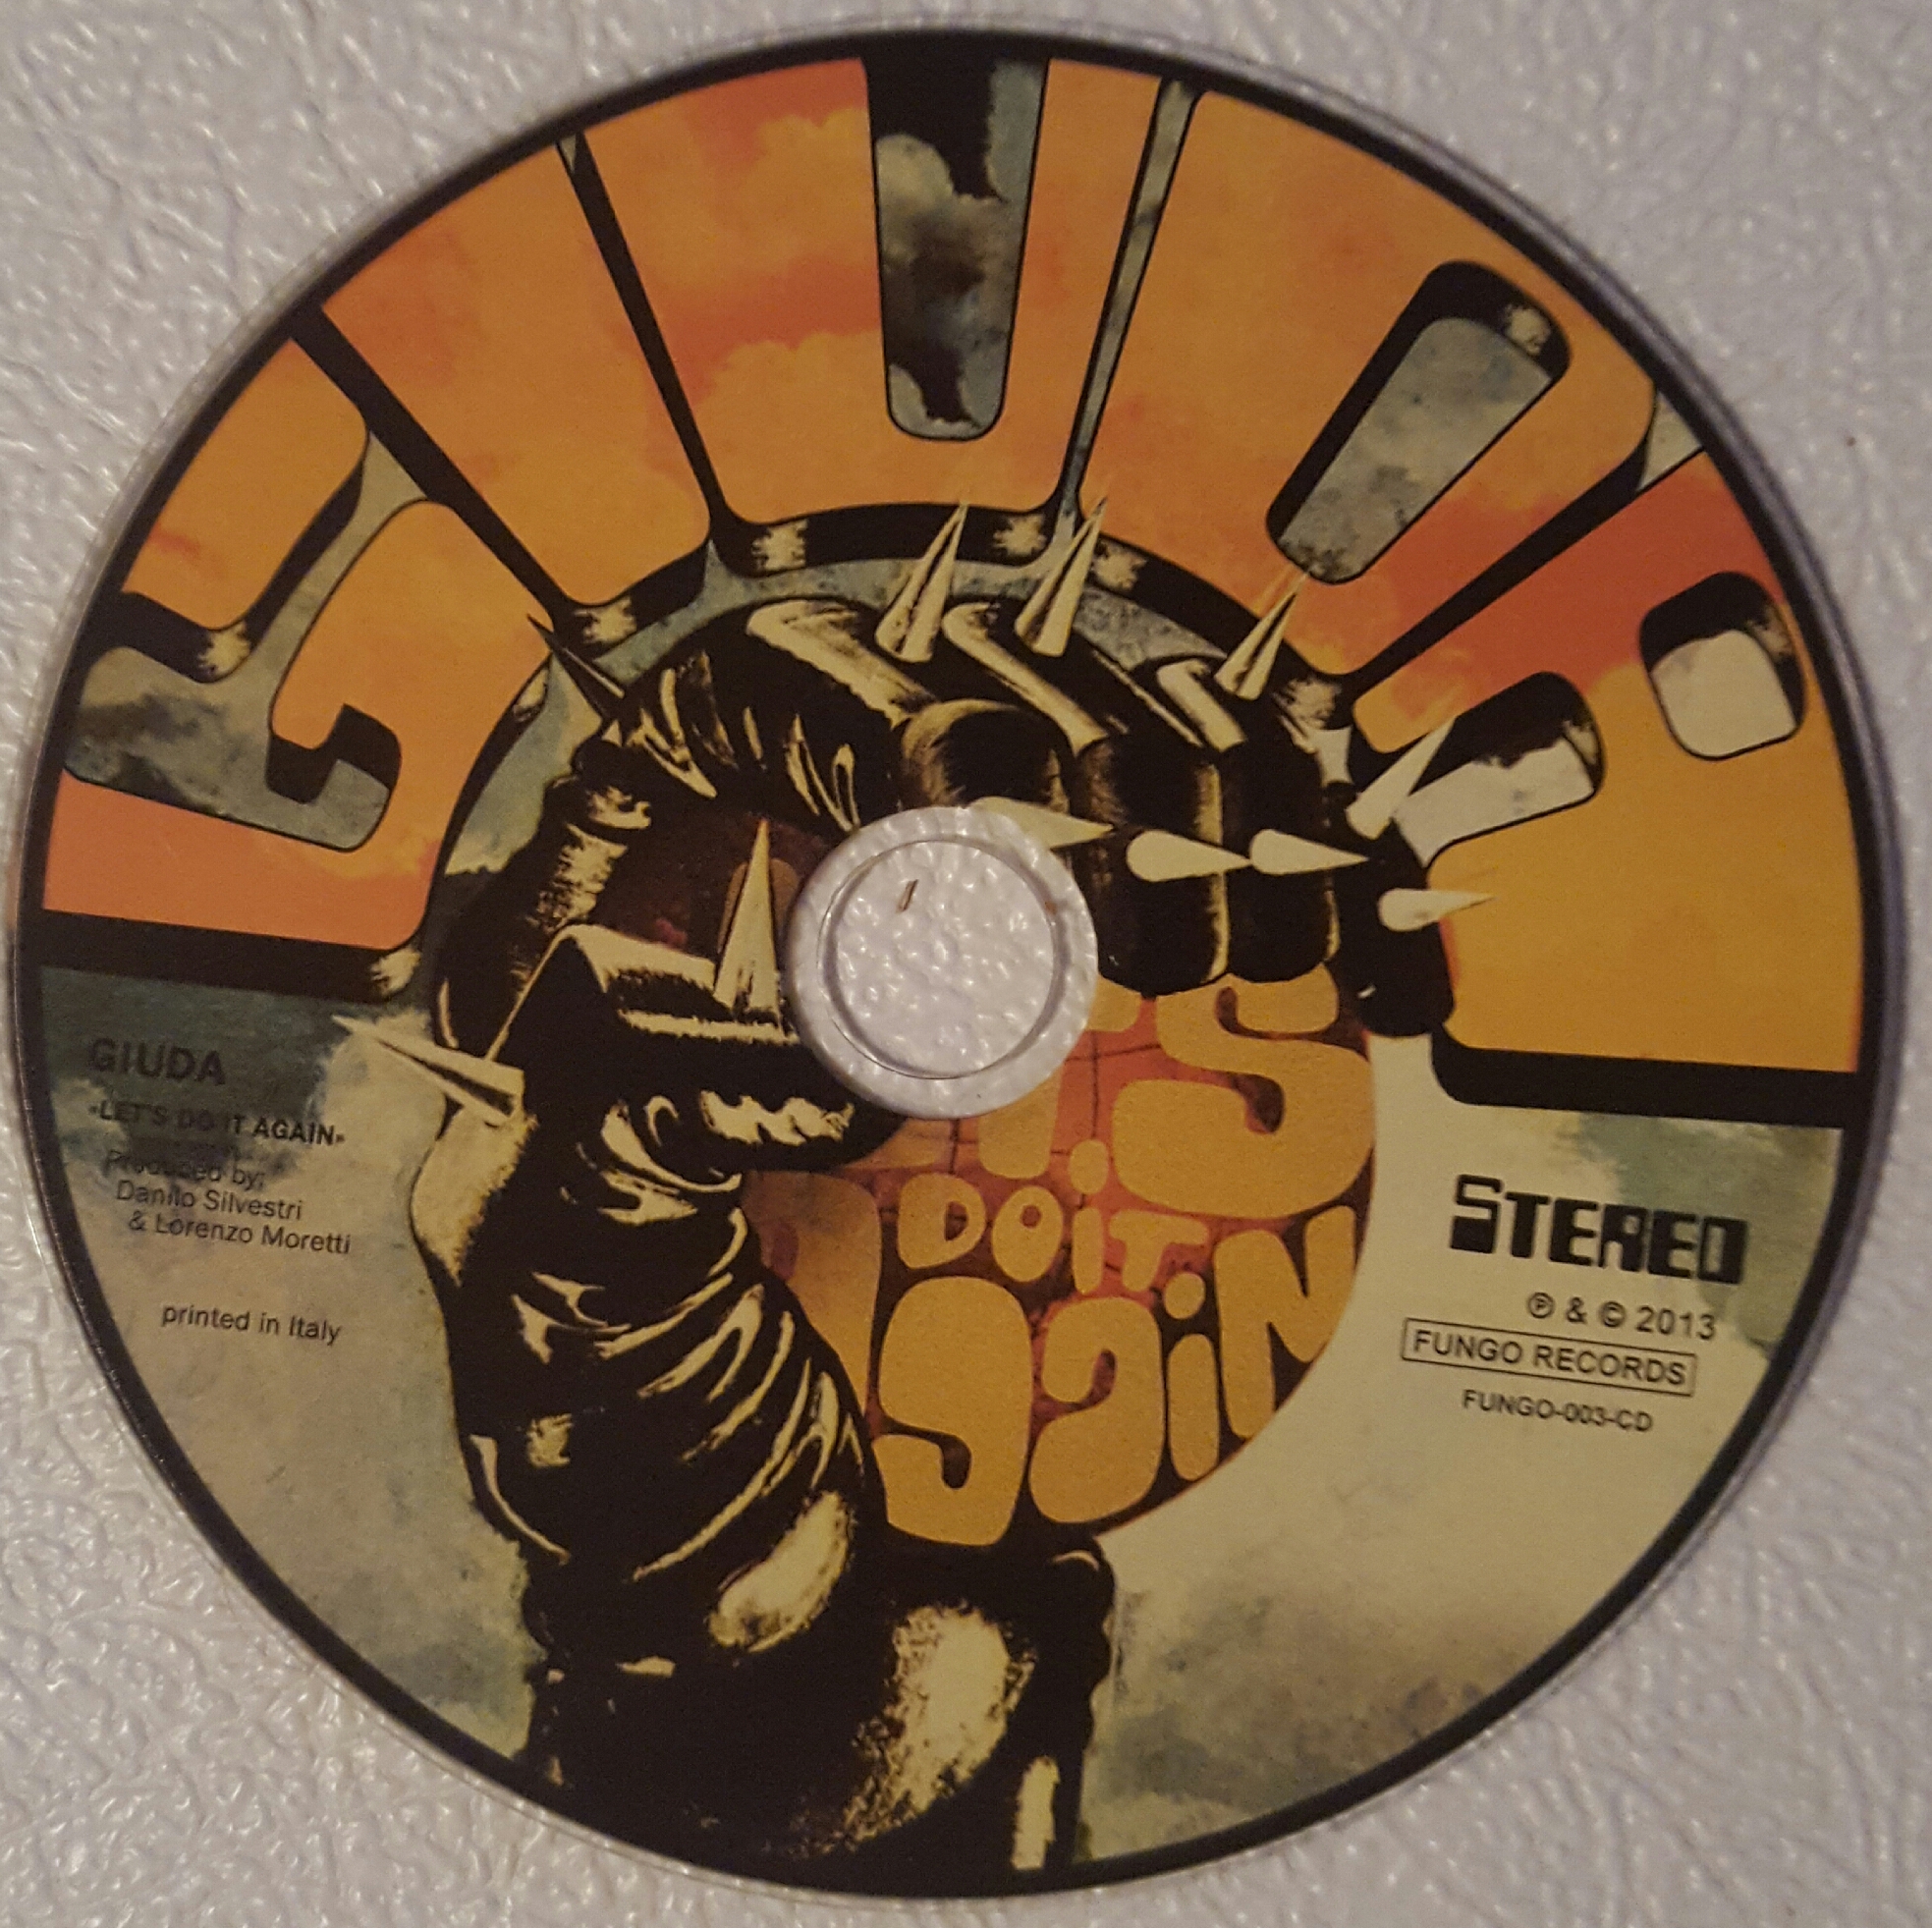 GIUDA
GIUDA
«LET'S DO IT AGAIN»
Produced by:
Danilo Silvestri
& Lorenzo Moretti
printed in Italy
T'S
DO iT
AgaiN
STEREO
℗ & © 2013
FUNGO RECORDS
FUNGO-003-CD